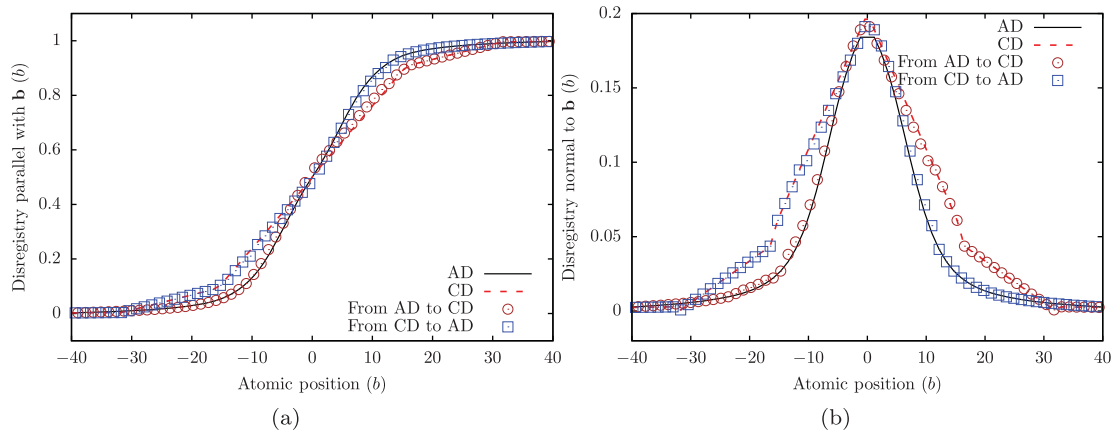 Disregistry parallel with b (b)
1
0.8
0.6
0.4
0.2
0
−40 −30 −20 −10 0 10 20 30 40
Atomic position (b)
AD
CD
From AD to CD
From CD to AD
(a)
Disregistry normal to b (b)
0.2
0.15
0.1
0.05
0
−40 −30 −20 −10 0 10 20 30 40
Atomic position (b)
AD
CD
From AD to CD
From CD to AD
(b)